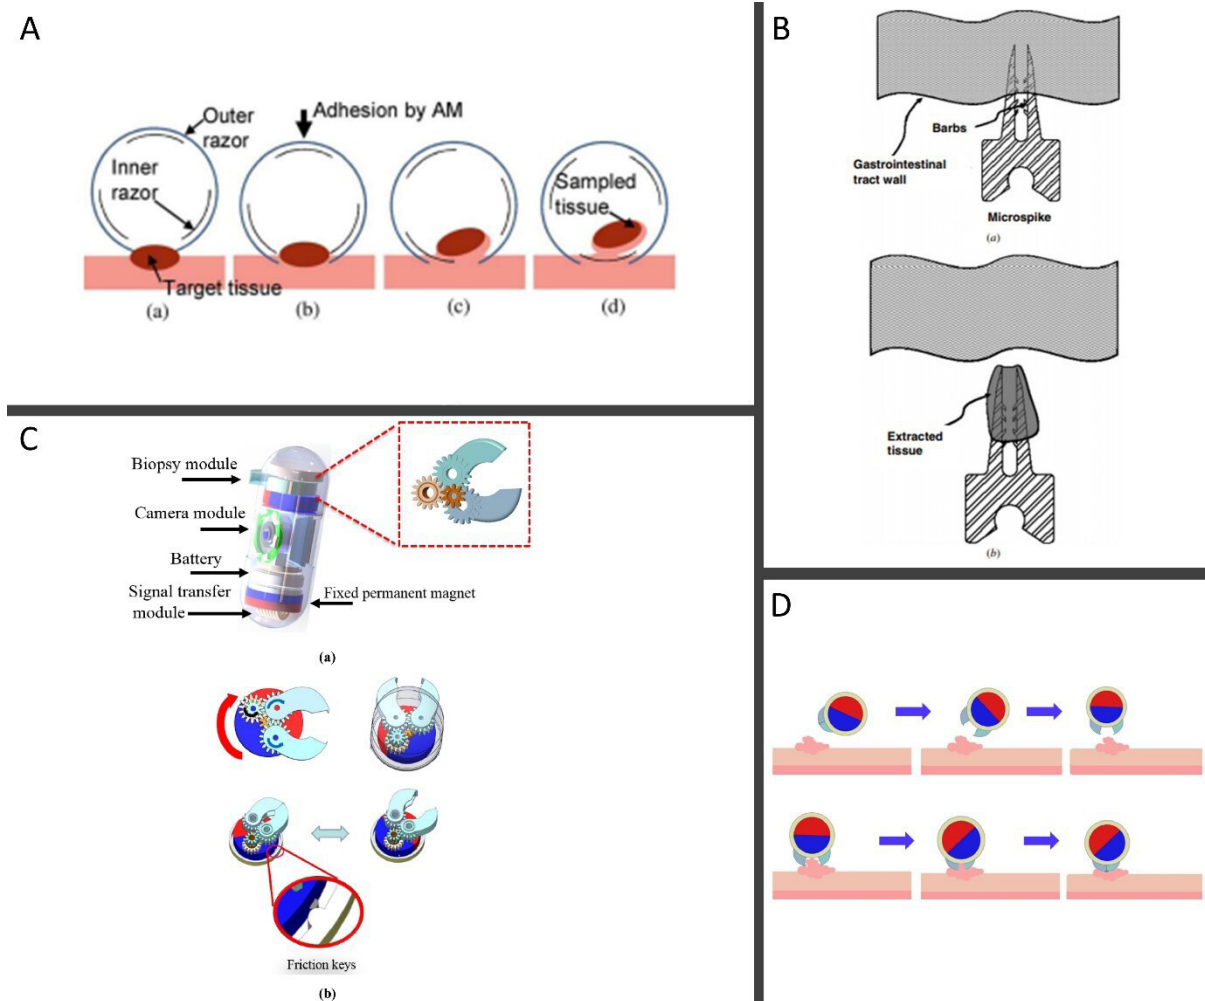 A
Adhesion by AM
Outer
razor
Inner
razor
Sampled
tissue
Target tissue
(a)
(b)
(c)
(d)
B
Barbs
Gastrointestinal
tract wall
Microspike
(a)
Extracted
tissue
(b)
C
Biopsy module
Camera module
Battery
Signal transfer
module
Fixed permanent magnet
(a)
Friction keys
(b)
D